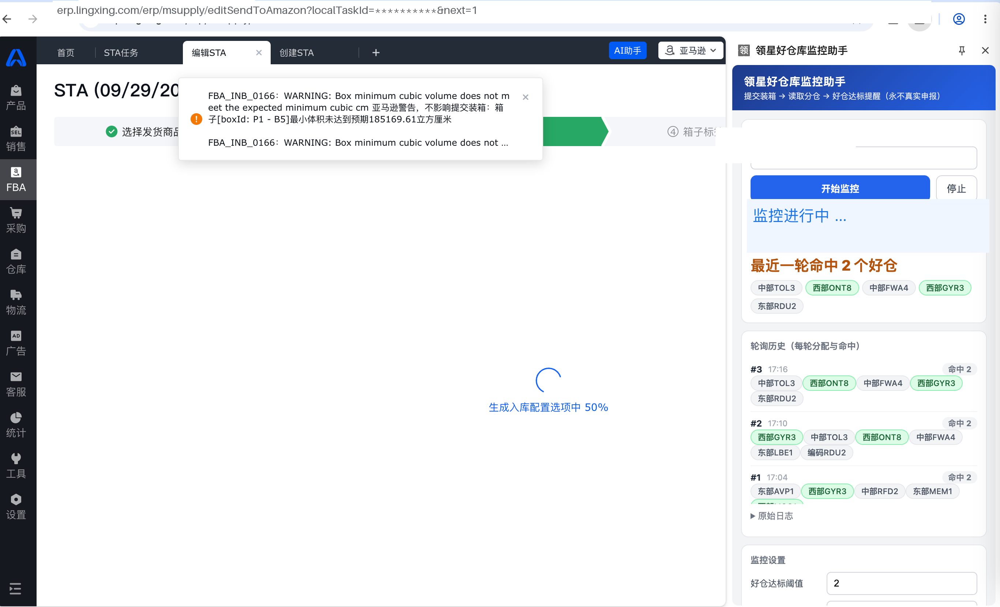 erp.lingxing.com/erp/msupply/editSendToAmazon?localTaskId=**********&next=1
首页
STA任务
编辑STA
创建STA
AI助手
亚马逊
产品
SEL
销售
FBA
采购
仓库
物流
AD
广告
客服
统计
工具
设置
STA (09/29/20
选择发货商品
④ 箱子标
FBA_INB_0166：WARNING: Box minimum cubic volume does not m
eet the expected minimum cubic cm 亚马逊警告，不影响提交装箱：箱
子[boxId: P1 - B5]最小体积未达到预期185169.61立方厘米
FBA_INB_0166：WARNING: Box minimum cubic volume does not ...
生成入库配置选项中 50%
领 领星好仓库监控助手
领星好仓库监控助手
提交装箱 → 读取分仓 → 好仓达标提醒（永不真实申报）
开始监控
停止
监控进行中 ...
最近一轮命中 2 个好仓
中部TOL3 西部ONT8 中部FWA4 西部GYR3
东部RDU2
轮询历史（每轮分配与命中）
#3 17:16 命中 2
中部TOL3 西部ONT8 中部FWA4 西部GYR3
东部RDU2
#2 17:10 命中 2
西部GYR3 中部TOL3 西部ONT8 中部FWA4
东部LBE1 编码RDU2
#1 17:04 命中 2
东部AVP1 西部GYR3 中部RFD2 东部MEM1
▶ 原始日志
监控设置
好仓达标阈值 2